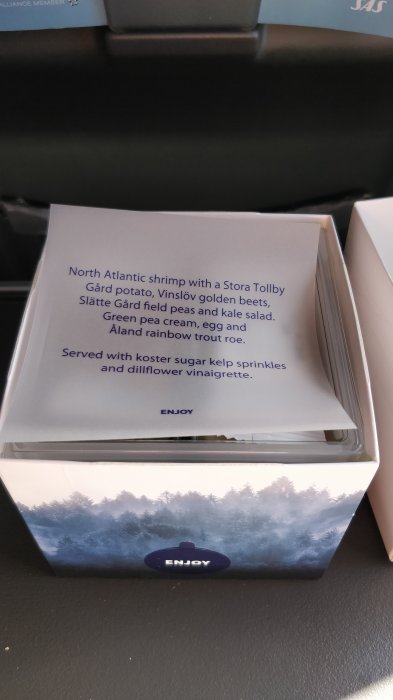 ALLIANCE MEMBER
SAS
North Atlantic shrimp with a Stora Tollby
Gård potato, Vinslöv golden beets,
Slätte Gård field peas and kale salad.
Green pea cream, egg and
Åland rainbow trout roe.
Served with koster sugar kelp sprinkles
and dillflower vinaigrette.
ENJOY
ENJOY